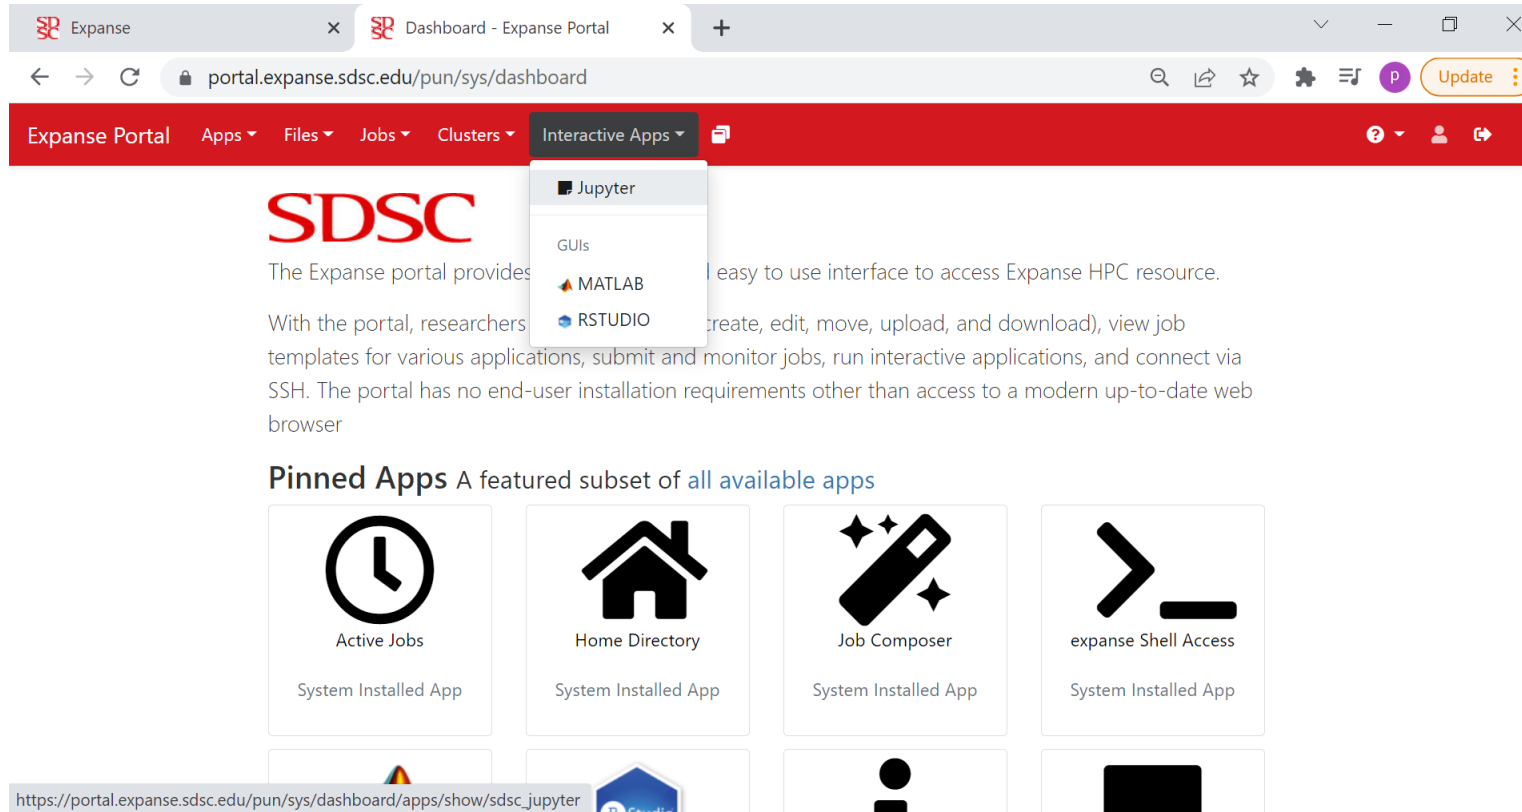 Expanse
Dashboard - Expanse Portal
portal.expanse.sdsc.edu/pun/sys/dashboard
p
Update
Expanse Portal Apps Files Jobs Clusters Interactive Apps
Jupyter
GUIs
MATLAB
RSTUDIO
SDSC
The Expanse portal provides easy to use interface to access Expanse HPC resource.
With the portal, researchers create, edit, move, upload, and download), view job
templates for various applications, submit and monitor jobs, run interactive applications, and connect via
SSH. The portal has no end-user installation requirements other than access to a modern up-to-date web
browser
Pinned Apps A featured subset of all available apps
Active Jobs
System Installed App
Home Directory
System Installed App
Job Composer
System Installed App
expanse Shell Access
System Installed App
https://portal.expanse.sdsc.edu/pun/sys/dashboard/apps/show/sdsc_jupyter